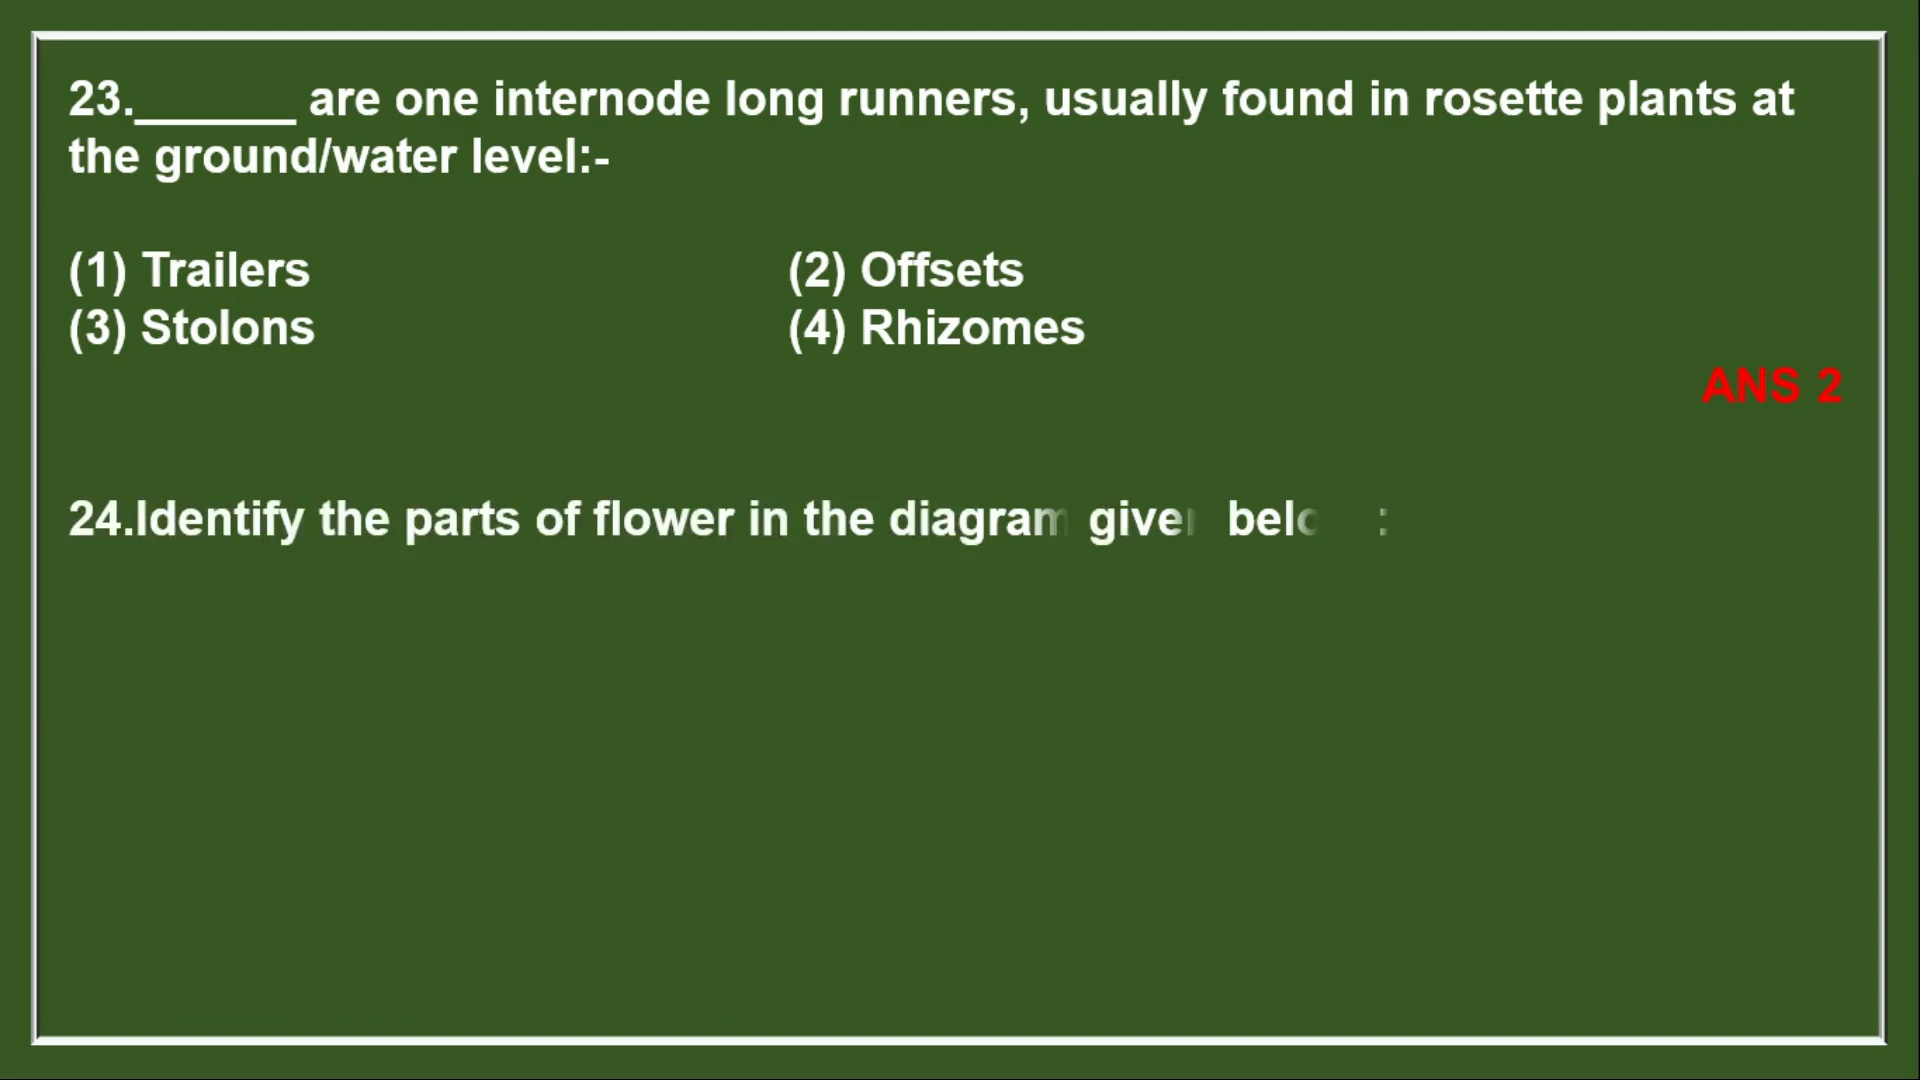 23.______ are one internode long runners, usually found in rosette plants at
the ground/water level:-
(1) Trailers (2) Offsets
(3) Stolons (4) Rhizomes
ANS 2
24.Identify the parts of flower in the diagram given :